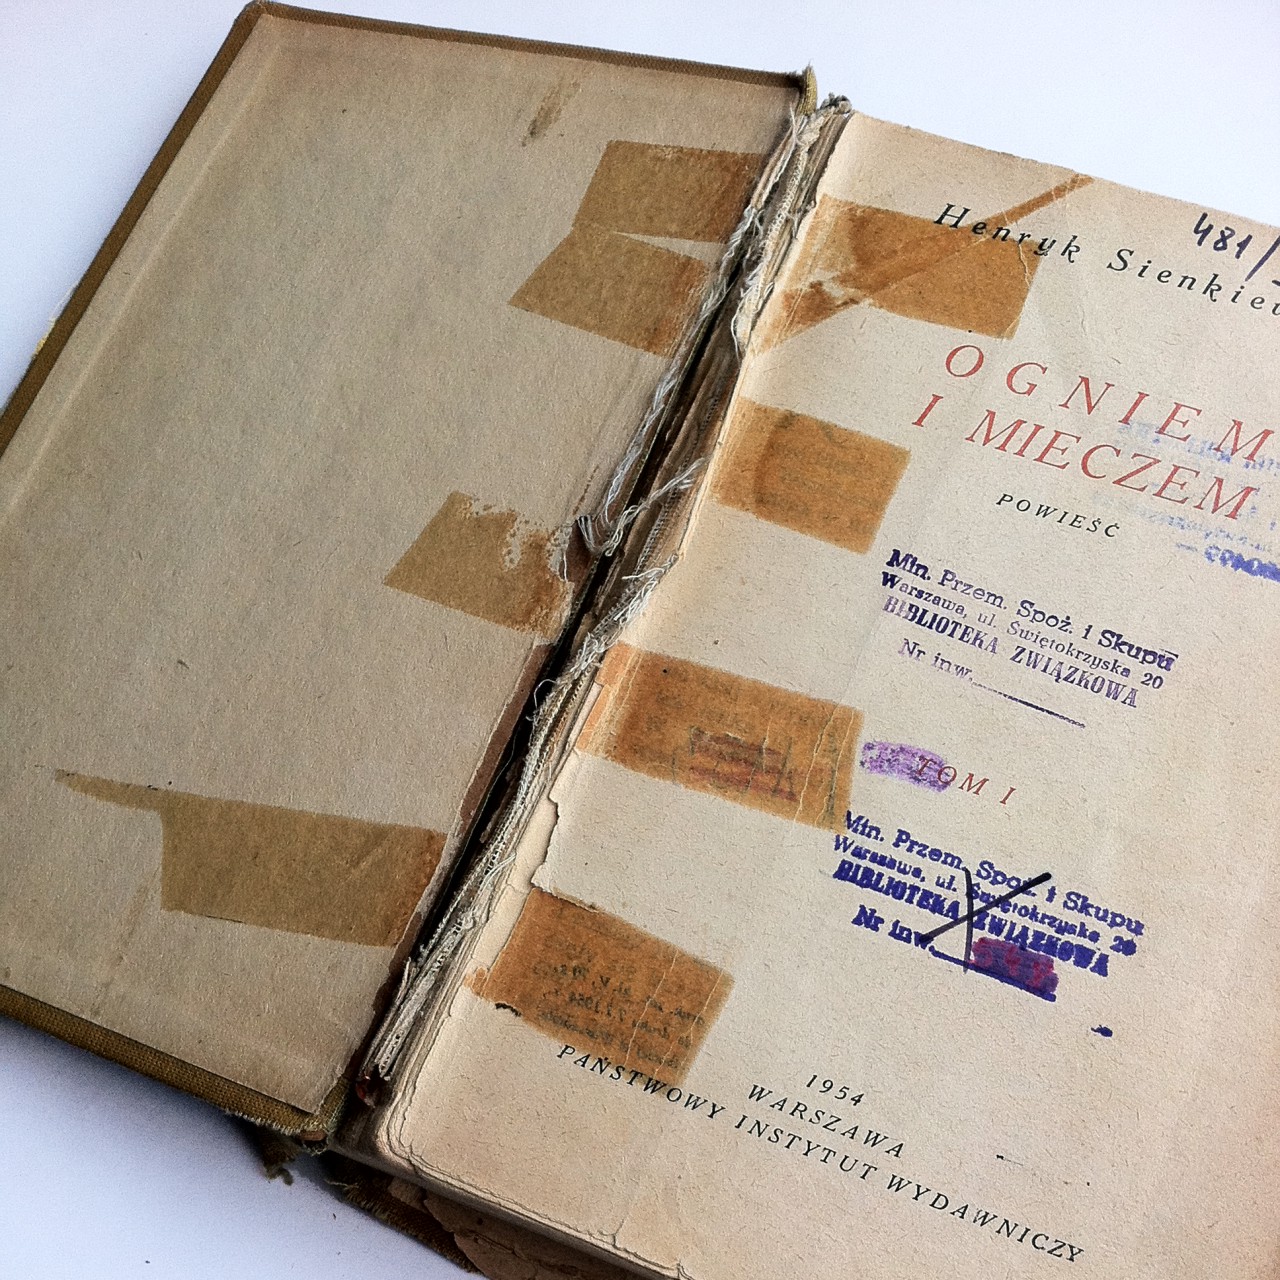 481/
Henryk Sienkie
OGNIEM
I MIECZEM
POWIEŚĆ
Min. Przem. Spoż. i Skupu
Warszawa, ul. Świętokrzyska 20
BIBLIOTEKA ZWIĄZKOWA
Nr inw.
TOM I
Min. Przem. Spoż. i Skupu
Warszawa, ul. Świętokrzyska 20
BIBLIOTEKA ZWIĄZKOWA
Nr inw.
1954
WARSZAWA
PAŃSTWOWY INSTYTUT WYDAWNICZY